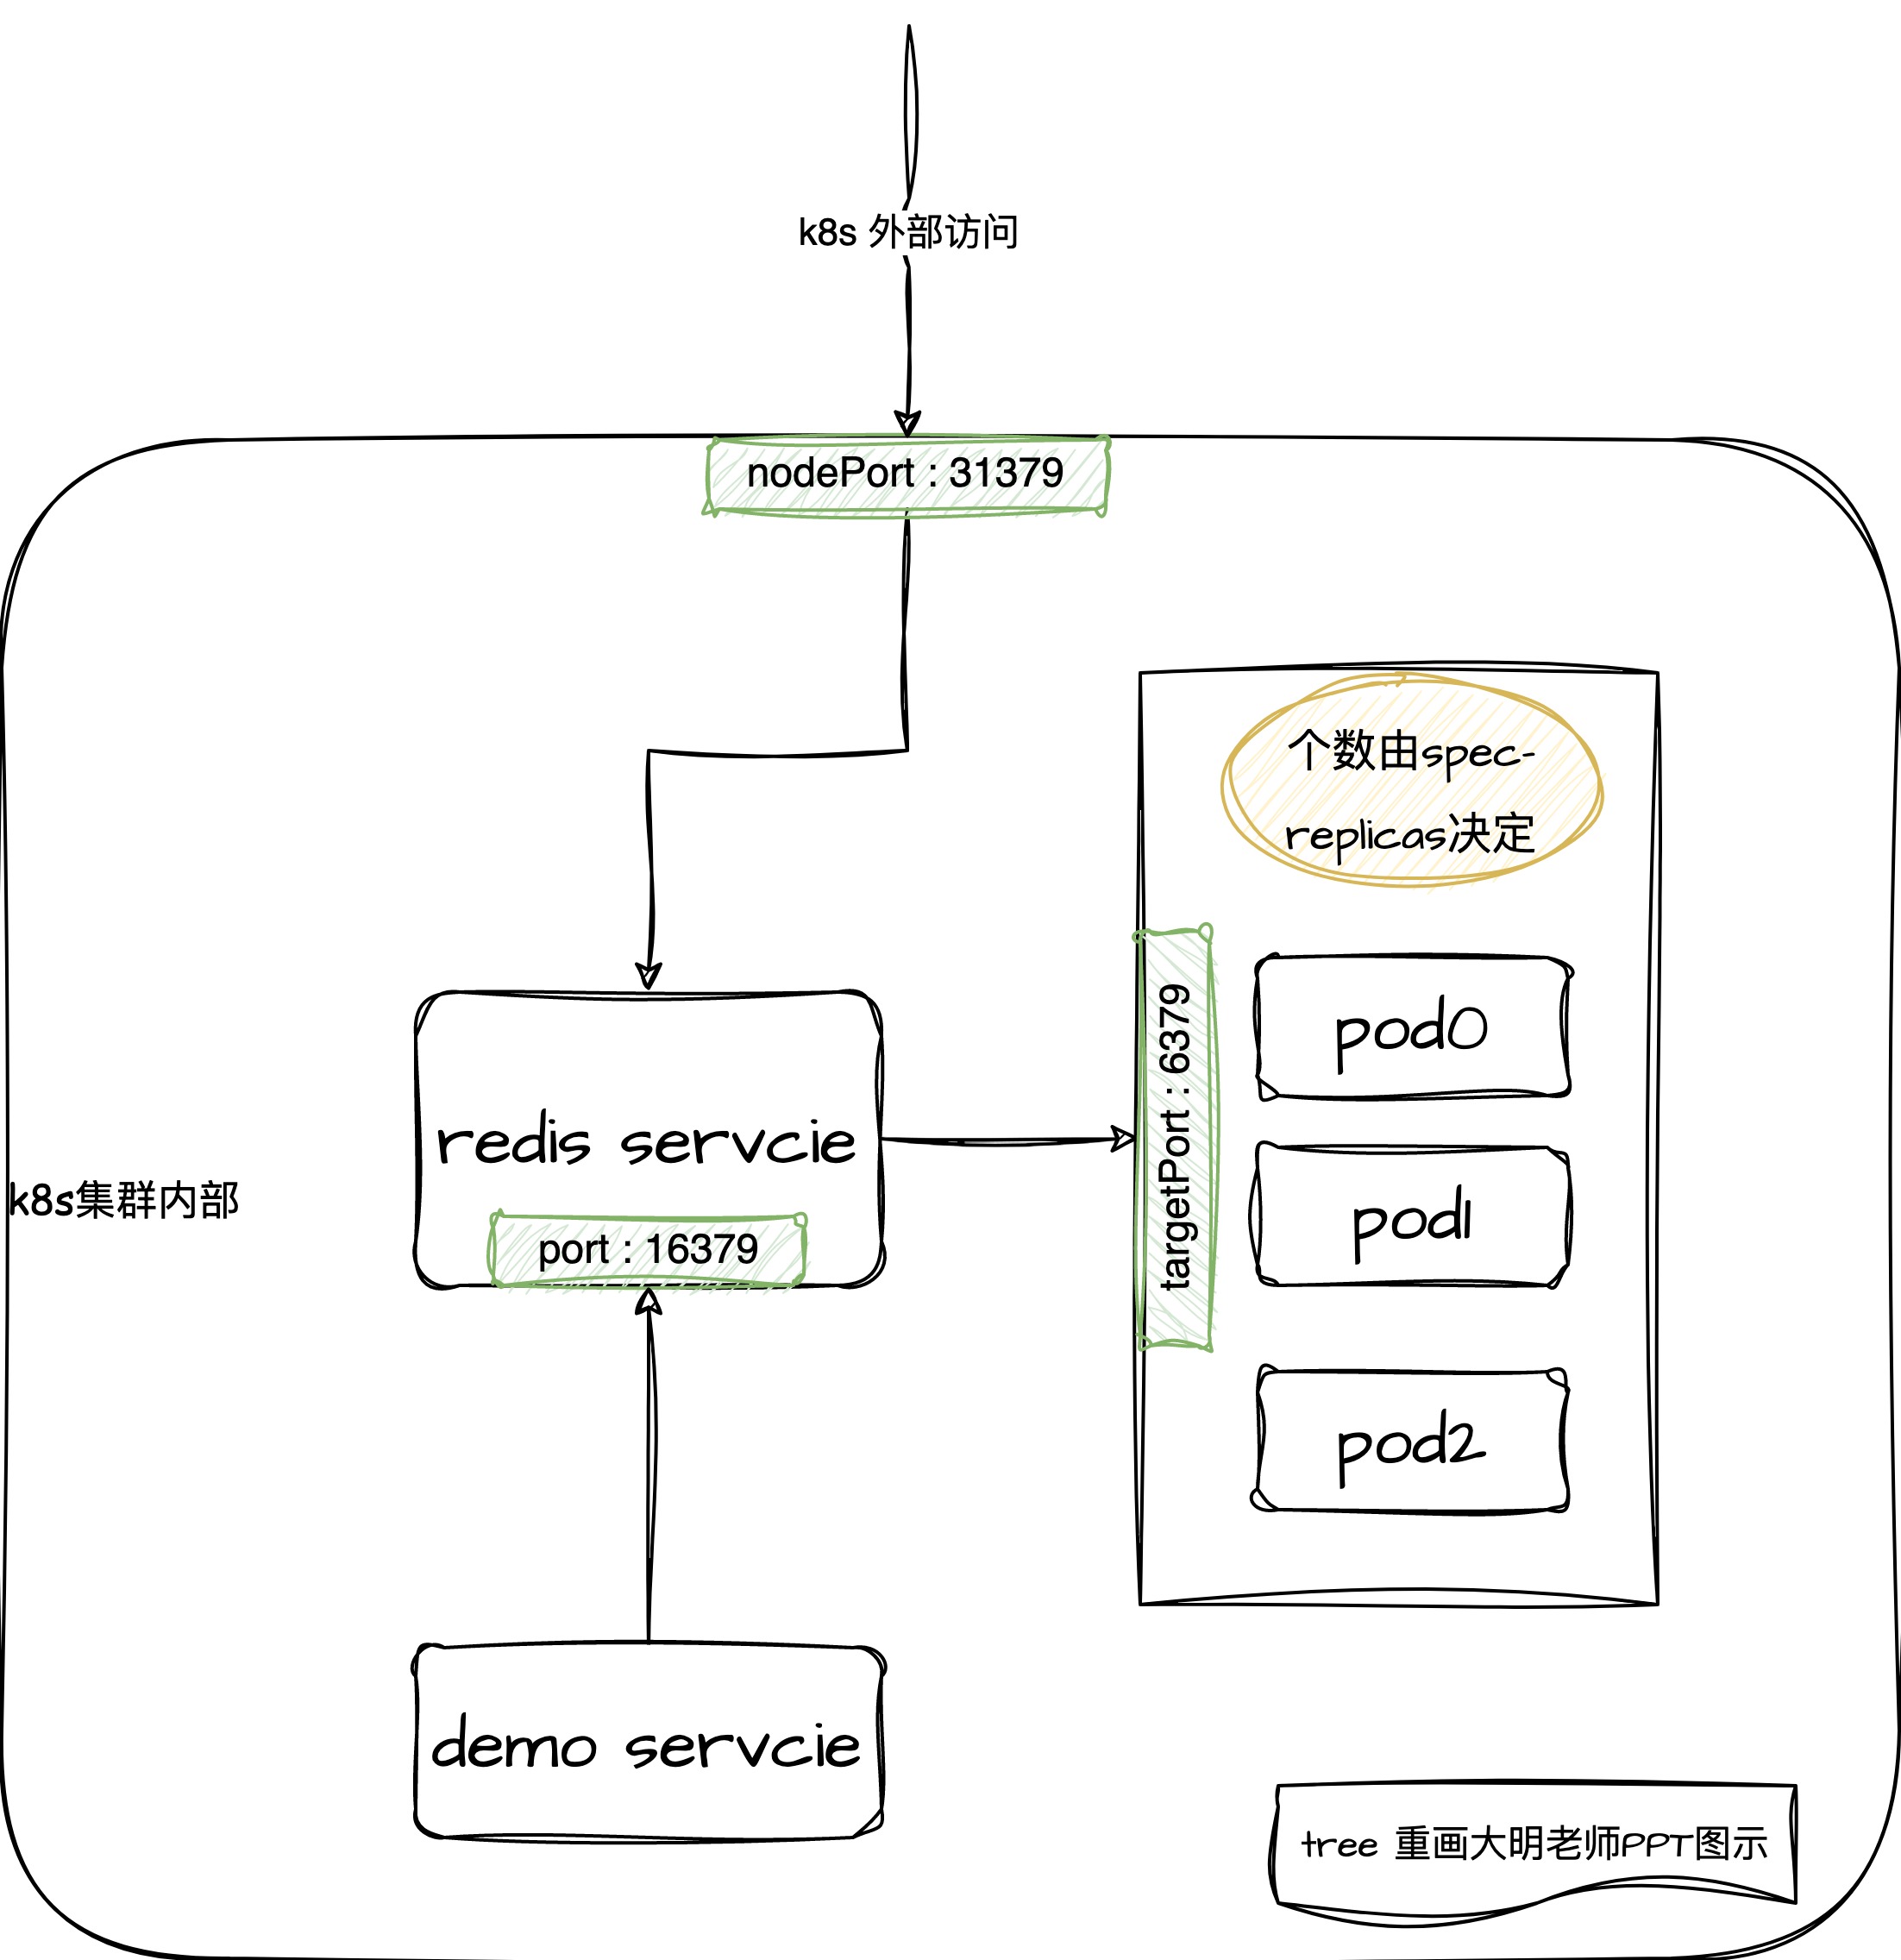 k8s 外部访问
nodePort : 31379
个数由spec-
replicas决定
targetPort : 6379
pod0
redis servcie
k8s集群内部
pod1
port : 16379
pod2
demo servcie
tree 重画大明老师PPT图示